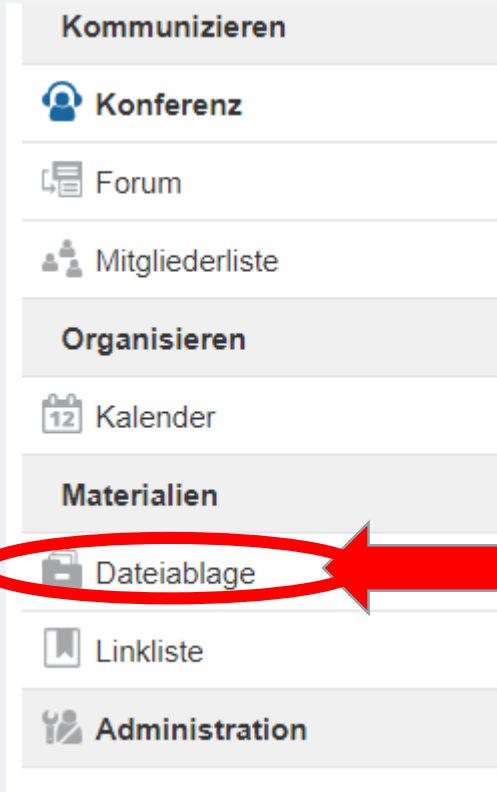 Kommunizieren
Konferenz
Forum
Mitgliederliste
Organisieren
12 Kalender
Materialien
Dateiablage
Linkliste
Administration